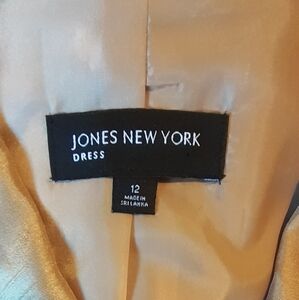 JONES NEW YORK
DRESS
12
MADE IN
SRI LANKA